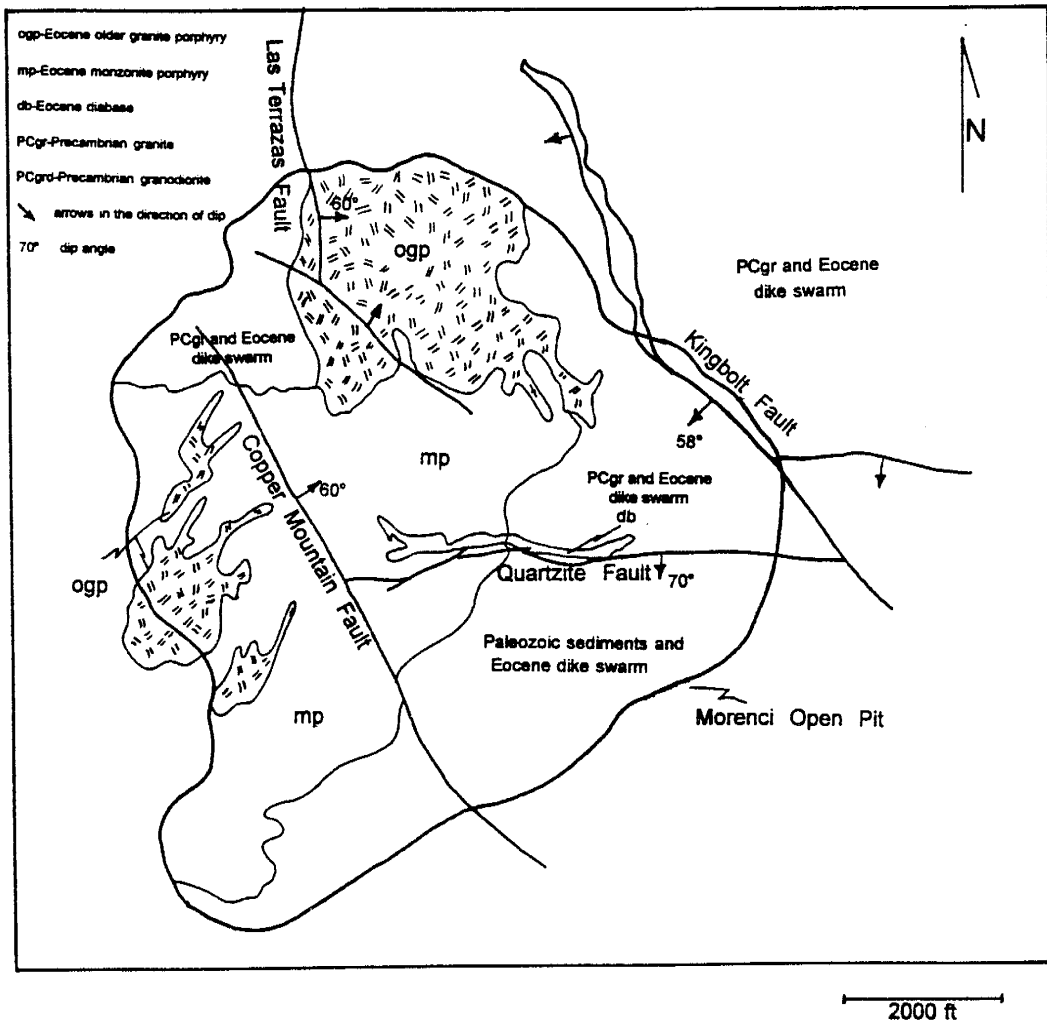 ogp-Eocene older granite porphyry
mp-Eocene monzonite porphyry
db-Eocene diabase
PCgr-Precambrian granite
PCgrd-Precambrian granodiorite
arrows in the direction of dip
70° dip angle
Las Terrazas Fault
N
60°
ogp
PCgr and Eocene
dike swarm
PCgr and Eocene
dike swarm
Kingbolt Fault
58°
mp
Copper Mountain Fault
60°
PCgr and Eocene
dike swarm
db
ogp
Quartzite Fault
70°
Paleozoic sediments and
Eocene dike swarm
mp
Morenci Open Pit
2000 ft